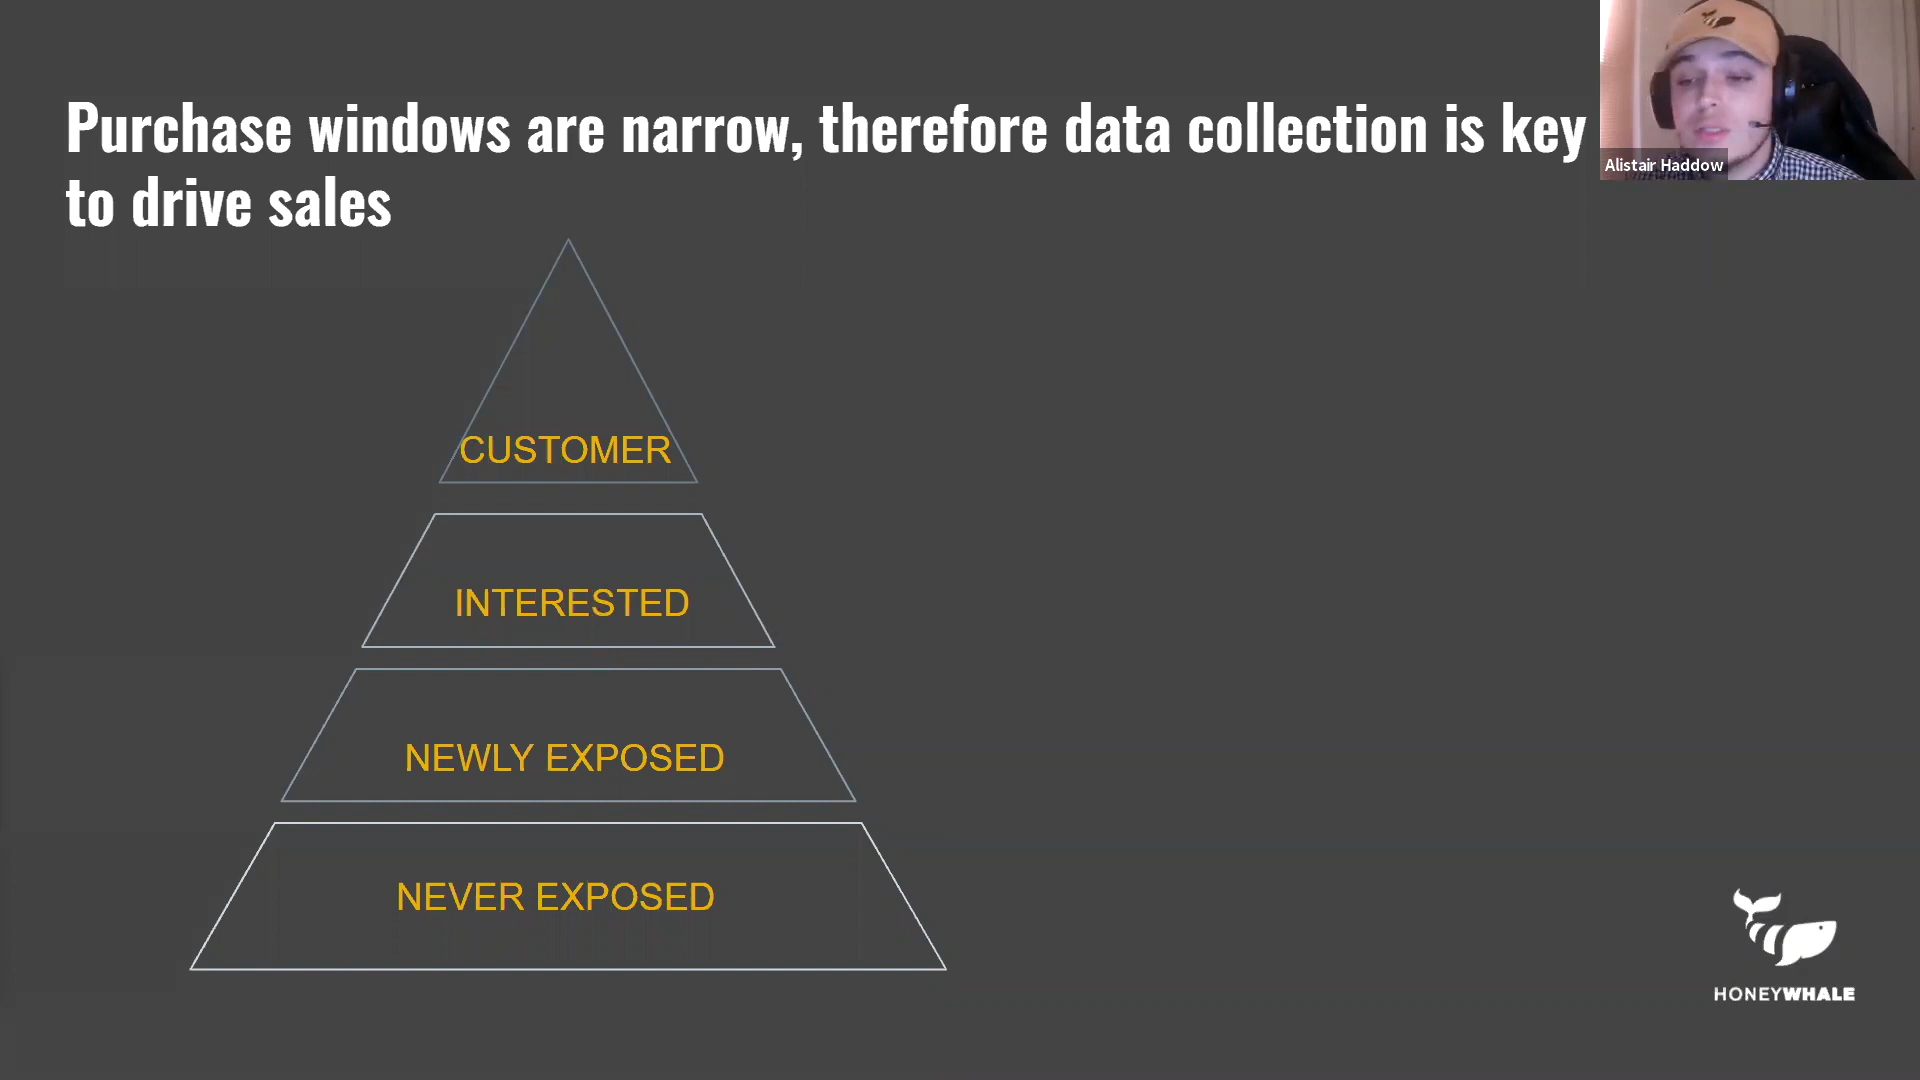 Purchase windows are narrow, therefore data collection is key
to drive sales
Alistair Haddow
CUSTOMER
INTERESTED
NEWLY EXPOSED
NEVER EXPOSED
HONEYWHALE